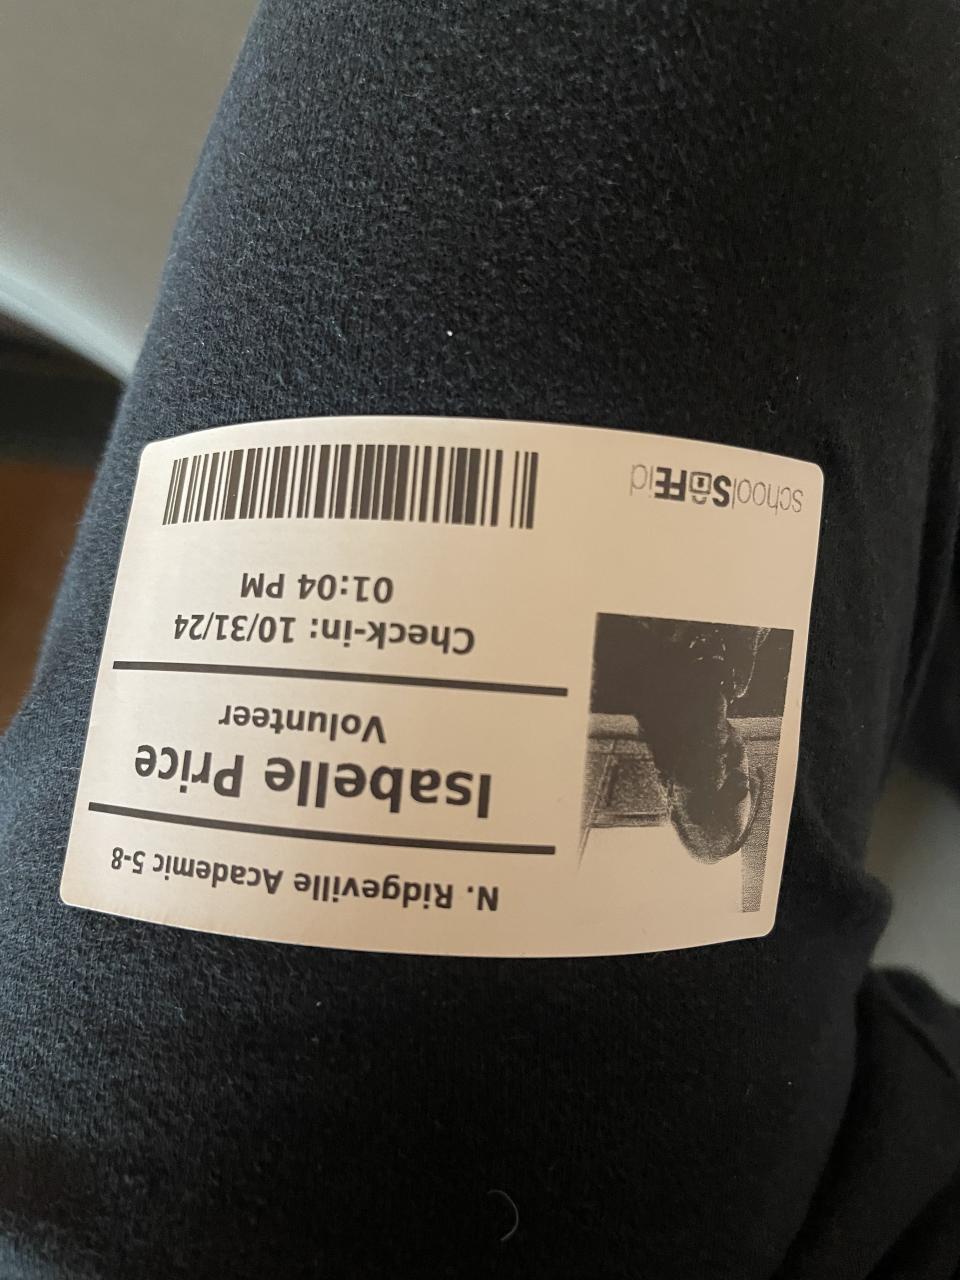 N. Ridgeville Academic 5-8
Isabelle Price
Volunteer
Check-in: 10/31/24
01:04 PM
schoolSAFEid